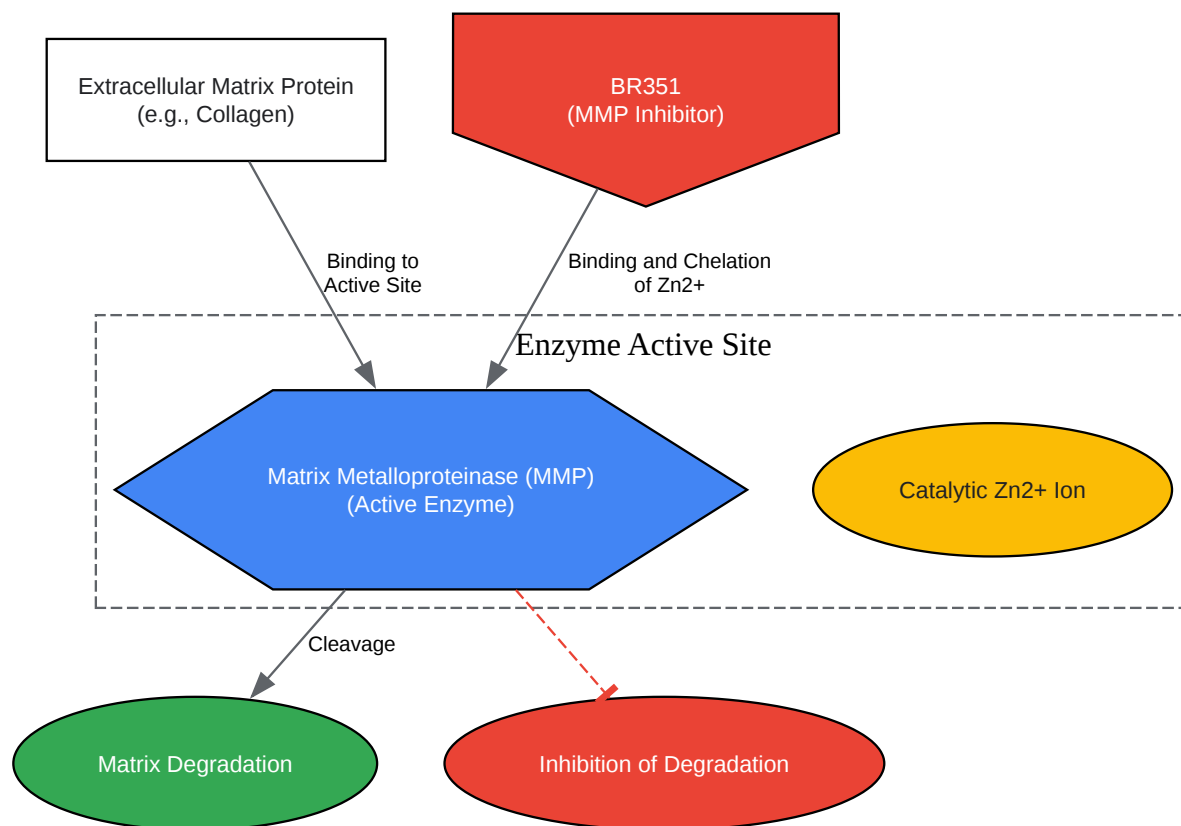 Extracellular Matrix Protein
(e.g., Collagen)
BR351
(MMP Inhibitor)
Binding to
Active Site
Binding and Chelation
of Zn2+
Enzyme Active Site
Matrix Metalloproteinase (MMP)
(Active Enzyme)
Catalytic Zn2+ Ion
Cleavage
Matrix Degradation
Inhibition of Degradation